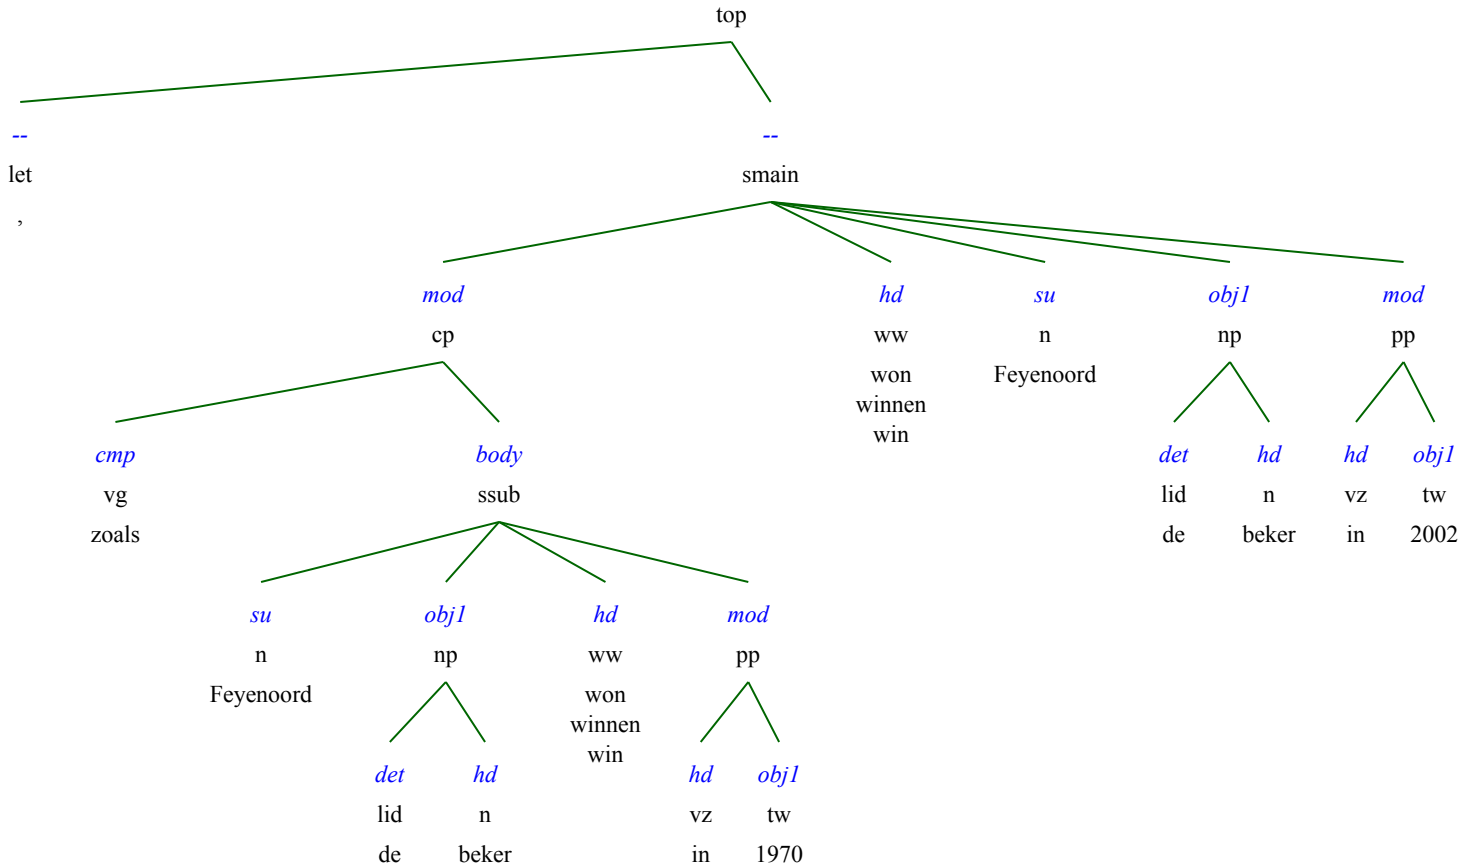 top
-- --
let smain
,
mod hd su obj1 mod
cp ww n np pp
won Feyenoord
winnen
win
cmp body det hd hd obj1
vg ssub lid n vz tw
zoals de beker in 2002
su obj1 hd mod
n np ww pp
Feyenoord won
winnen
win
det hd hd obj1
lid n vz tw
de beker in 1970